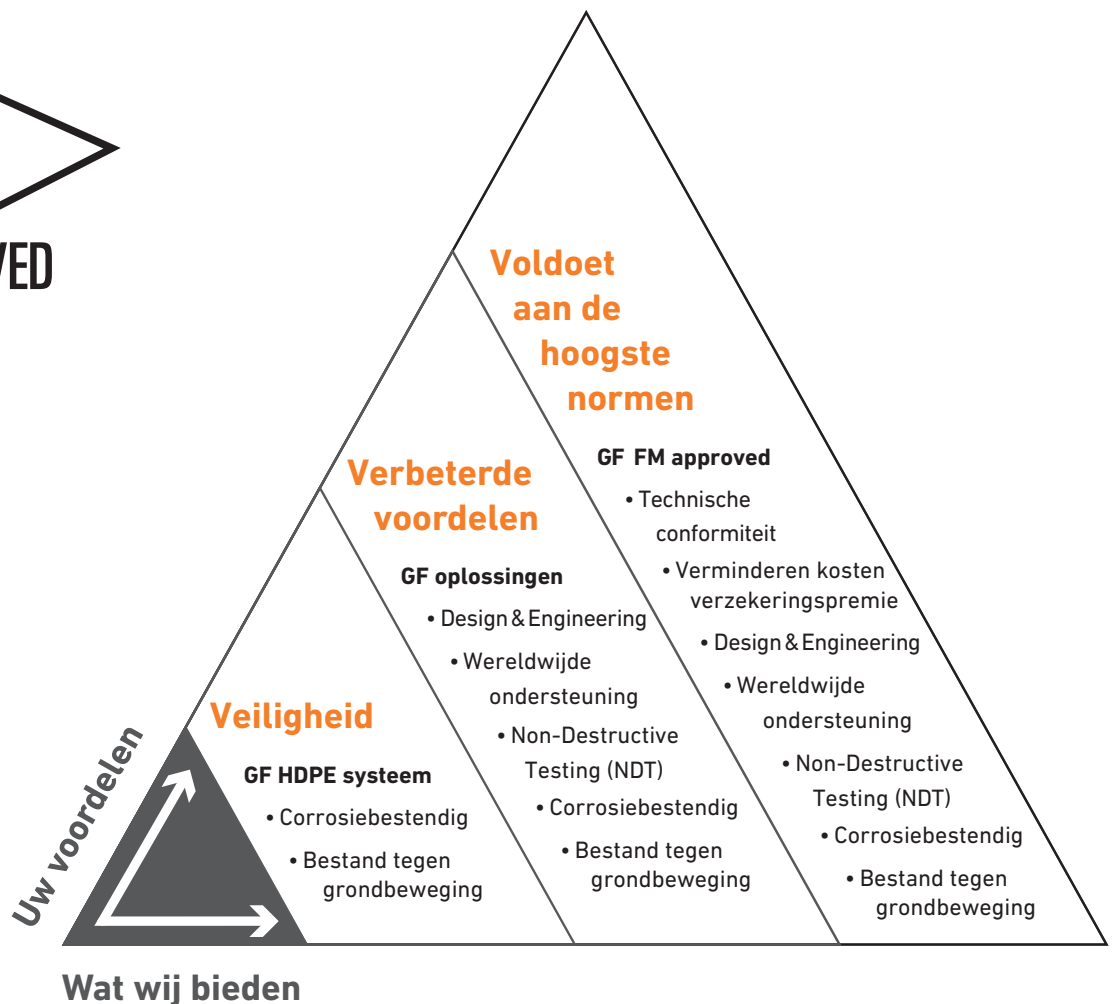 VED
Voldoet
aan de
hoogste
normen
GF FM approved
• Technische
conformiteit
• Verminderen kosten
verzekeringspremie
• Design & Engineering
• Wereldwijde
ondersteuning
• Non-Destructive
Testing (NDT)
• Corrosiebestendig
• Bestand tegen
grondbeweging
Verbeterde
voordelen
GF oplossingen
• Design & Engineering
• Wereldwijde
ondersteuning
• Non-Destructive
Testing (NDT)
• Corrosiebestendig
• Bestand tegen
grondbeweging
Veiligheid
GF HDPE systeem
• Corrosiebestendig
• Bestand tegen
grondbeweging
Uw voordelen
Wat wij bieden